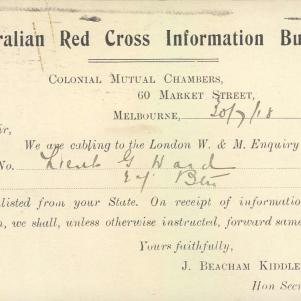 ralian Red Cross Information Bu
COLONIAL MUTUAL CHAMBERS,
60 MARKET STREET,
MELBOURNE, 30/7/18
ir,
We are cabling to the London W. & M. Enquiry
No. Lieut G
listed from your State. On receipt of information
n, we shall, unless otherwise instructed, forward same
Yours faithfully,
J. BEACHAM KIDDLE
Hon Secr